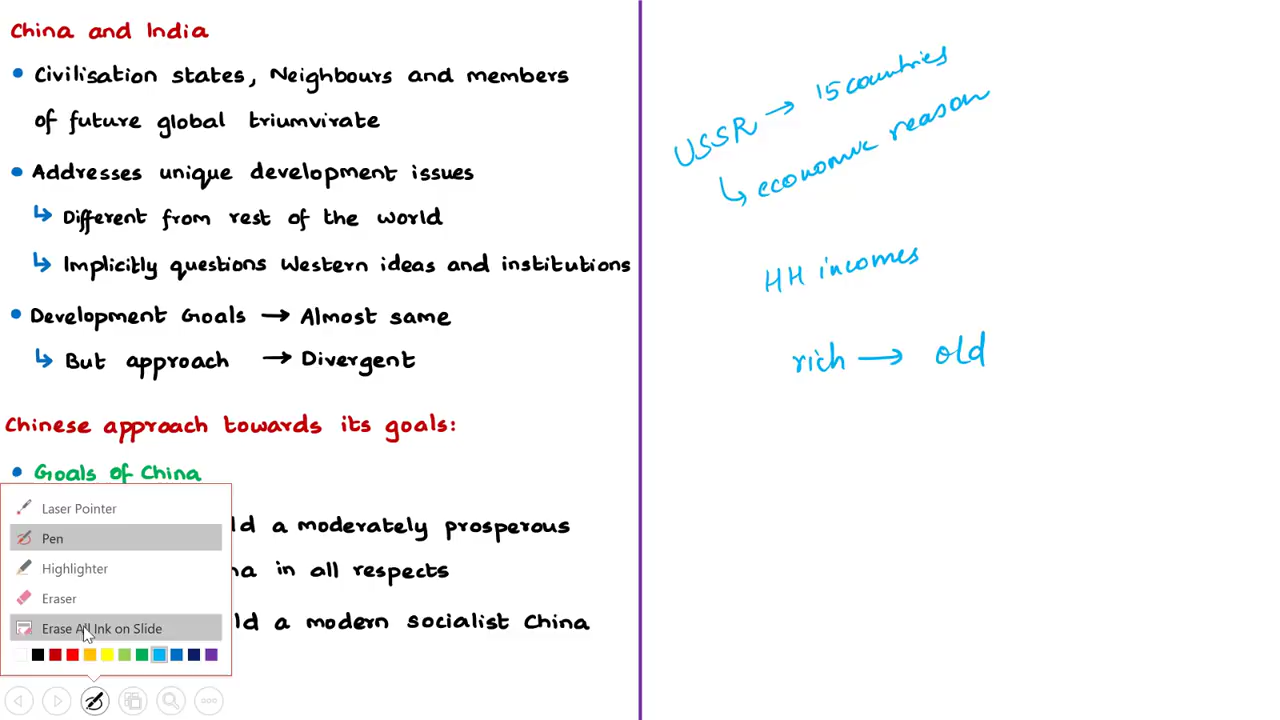 China and India
• Civilisation states, Neighbours and members
of future global triumvirate
• Addresses unique development issues
↳ Different from rest of the world
↳ Implicitly questions Western ideas and institutions
• Development Goals → Almost same
↳ But approach → Divergent
Chinese approach towards its goals:
• Goals of China
ld a moderately prosperous
na in all respects
ld a modern socialist China
Laser Pointer
Pen
Highlighter
Eraser
Erase All Ink on Slide
USSR → 15 countries
↳ economic reason
HH incomes
rich → old